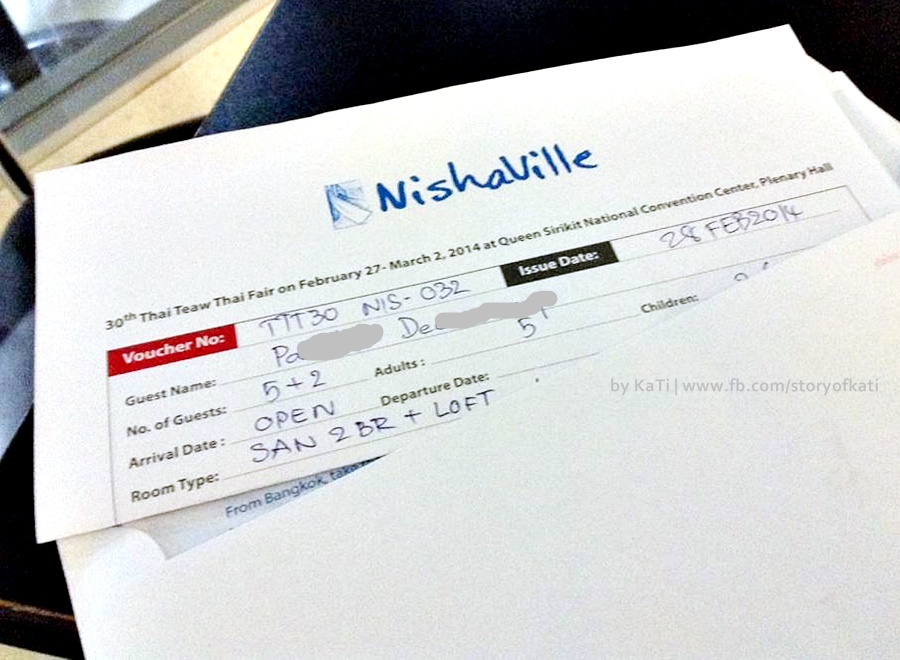 NishaVille
30th Thai Teaw Thai Fair on February 27- March 2, 2014 at Queen Sirikit National Convention Center, Plenary Hall
Voucher No: TTT30 NIS-032 Issue Date: 28 FEB 2014
Guest Name: Pa De
No. of Guests: 5+2 Adults : 5 Children:
Arrival Date : OPEN Departure Date:
Room Type: SAN 2BR + LOFT
From Bangkok, take
by KaTi | www.fb.com/storyofkati